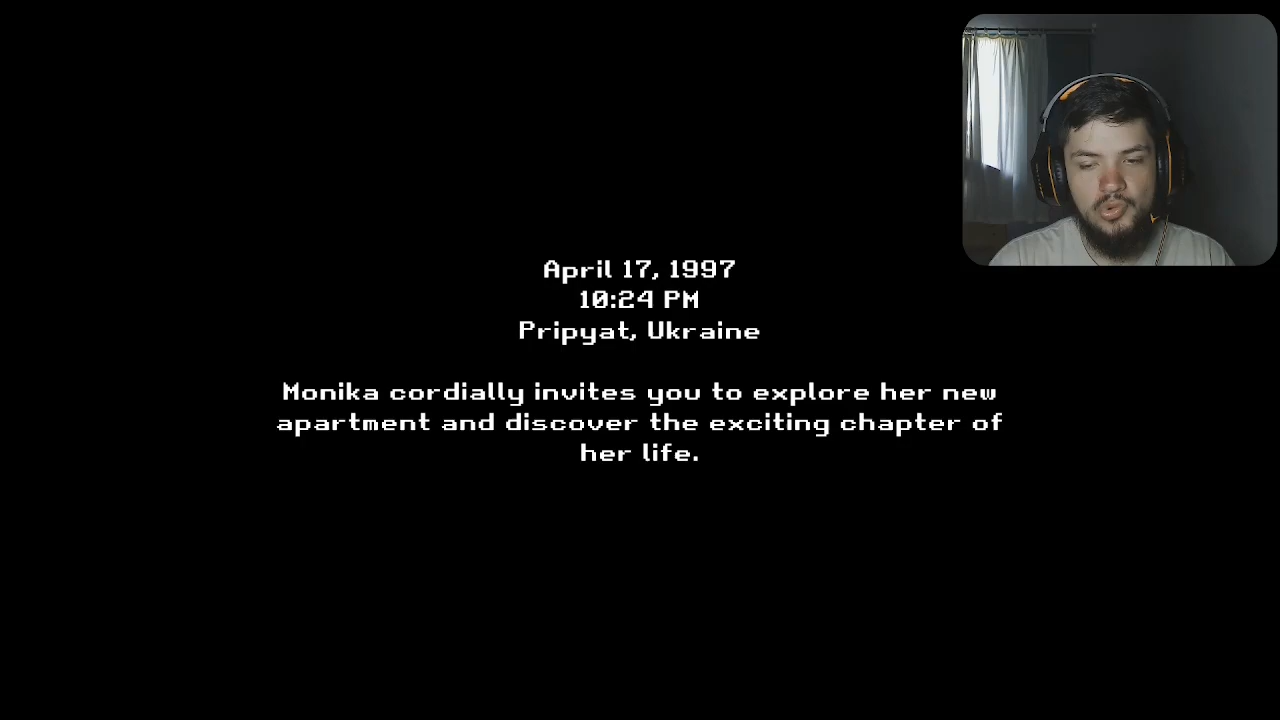 April 17, 1997
10:24 PM
Pripyat, Ukraine
Monika cordially invites you to explore her new
apartment and discover the exciting chapter of
her life.